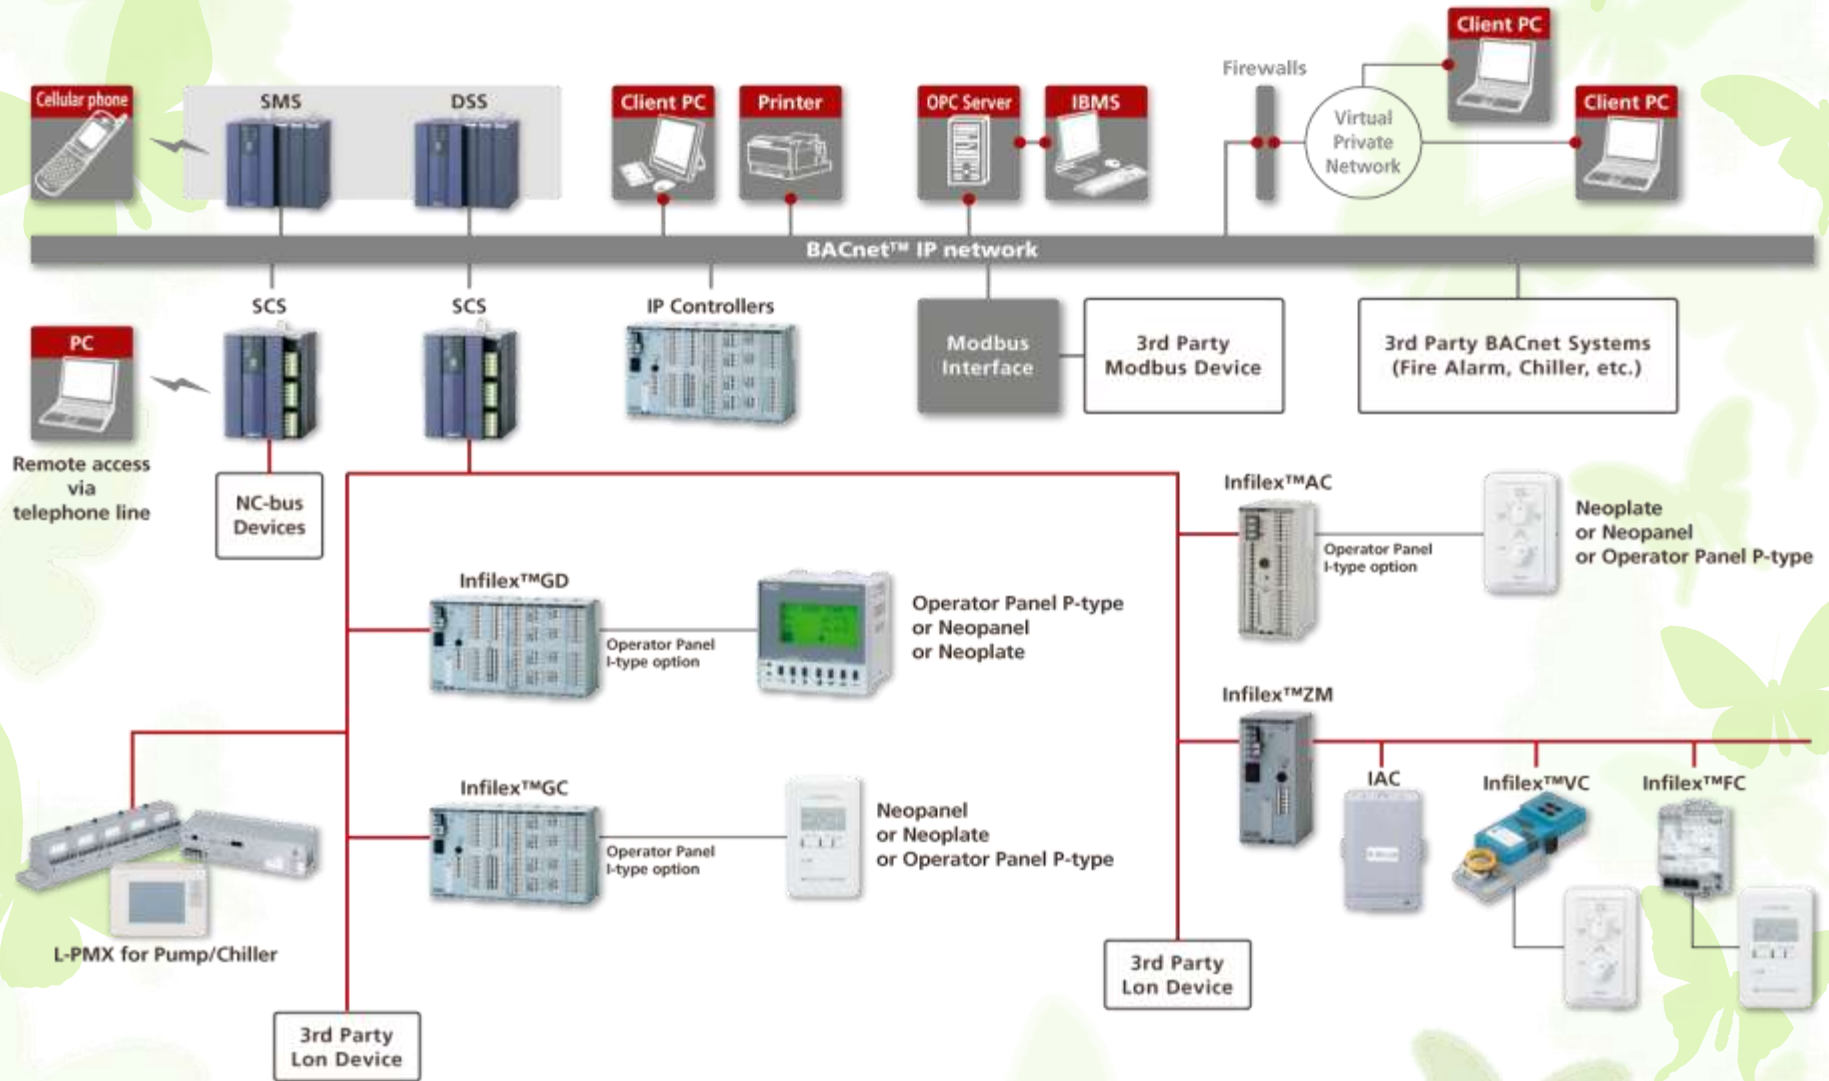 Client PC
Firewalls
Cellular phone
SMS
DSS
Client PC
Printer
OPC Server
IBMS
Client PC
Virtual
Private
Network
BACnet™ IP network
SCS
SCS
IP Controllers
PC
Modbus
Interface
3rd Party
Modbus Device
3rd Party BACnet Systems
(Fire Alarm, Chiller, etc.)
Remote access
via
telephone line
NC-bus
Devices
Infilex™AC
Operator Panel
I-type option
Neoplate
or Neopanel
or Operator Panel P-type
Infilex™GD
Operator Panel
I-type option
Operator Panel P-type
or Neopanel
or Neoplate
Infilex™ZM
IAC
Infilex™VC
Infilex™FC
Infilex™GC
Operator Panel
I-type option
Neopanel
or Neoplate
or Operator Panel P-type
L-PMX for Pump/Chiller
3rd Party
Lon Device
3rd Party
Lon Device